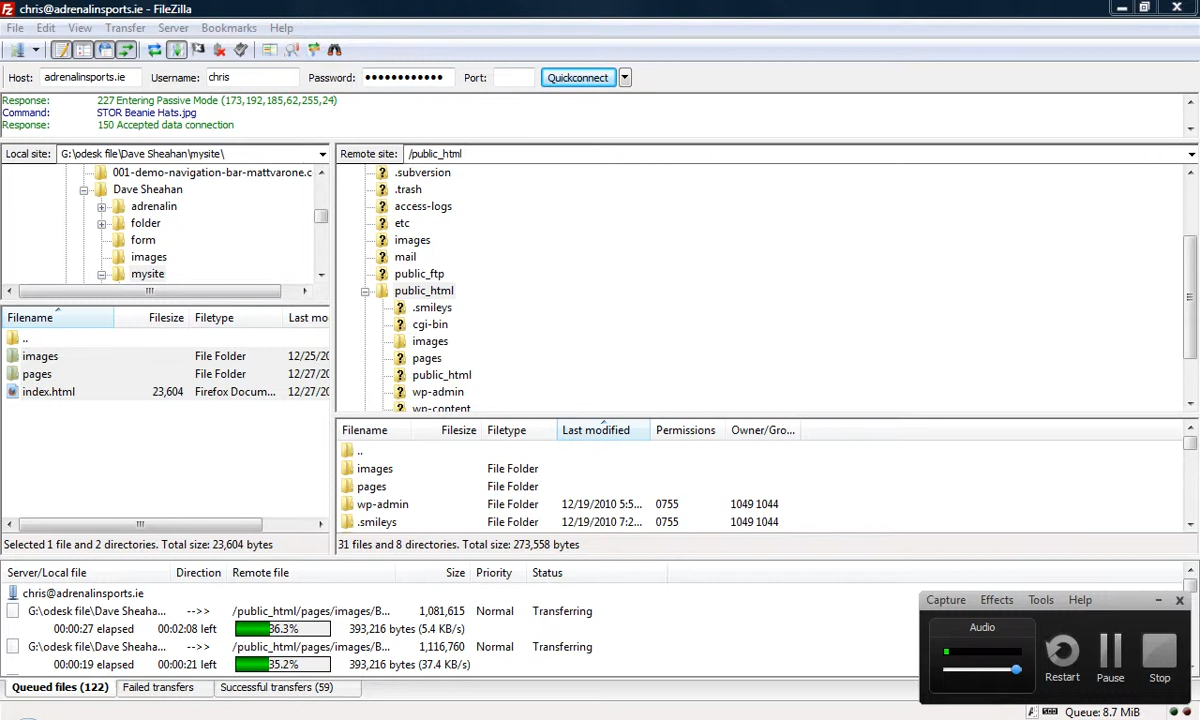 chris@adrenalinsports.ie - FileZilla
File Edit View Transfer Server Bookmarks Help
Host: adrenalinsports.ie Username: chris Password: •••••••••••• Port: Quickconnect
Response: 227 Entering Passive Mode (173,192,185,62,255,24)
Command: STOR Beanie Hats.jpg
Response: 150 Accepted data connection
Local site: G:\odesk file\Dave Sheahan\mysite\
001-demo-navigation-bar-mattvarone.c
Dave Sheahan
adrenalin
folder
form
images
mysite
Remote site: /public_html
.subversion
.trash
access-logs
etc
images
mail
public_ftp
public_html
.smileys
cgi-bin
images
pages
public_html
wp-admin
wp-content
Filename Filesize Filetype Last mo
..
images File Folder 12/25/20
pages File Folder 12/27/20
index.html 23,604 Firefox Docum... 12/27/20
Selected 1 file and 2 directories. Total size: 23,604 bytes
Filename Filesize Filetype Last modified Permissions Owner/Gro...
..
images File Folder
pages File Folder
wp-admin File Folder 12/19/2010 5:5... 0755 1049 1044
.smileys File Folder 12/19/2010 7:2... 0755 1049 1044
31 files and 8 directories. Total size: 273,558 bytes
Server/Local file Direction Remote file Size Priority Status
chris@adrenalinsports.ie
G:\odesk file\Dave Sheaha... -->> /public_html/pages/images/B... 1,081,615 Normal Transferring
00:00:27 elapsed 00:02:08 left 36.3% 393,216 bytes (5.4 KB/s)
G:\odesk file\Dave Sheaha... -->> /public_html/pages/images/B... 1,116,760 Normal Transferring
00:00:19 elapsed 00:00:21 left 35.2% 393,216 bytes (37.4 KB/s)
Queued files (122) Failed transfers Successful transfers (59)
Capture Effects Tools Help
Audio
Restart Pause Stop
Queue: 8.7 MiB